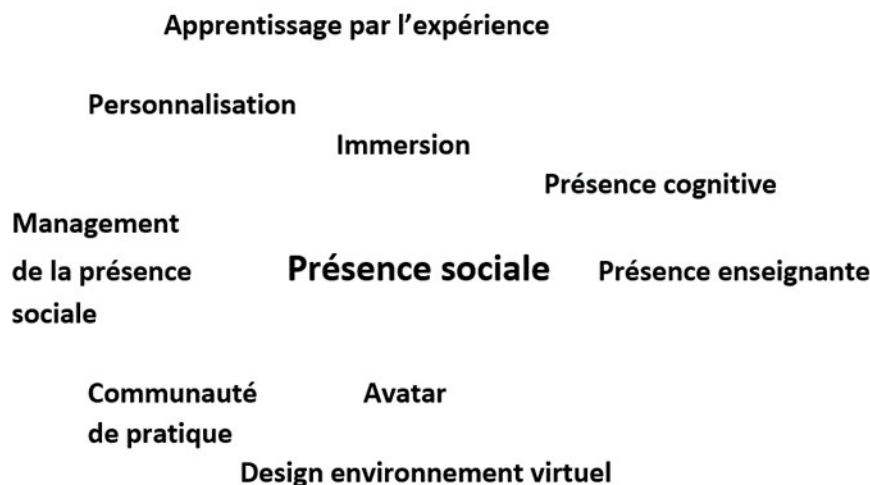 Apprentissage par l’expérience
Personnalisation
Immersion
Présence cognitive
Management
de la présence
sociale
Présence sociale
Présence enseignante
Communauté
de pratique
Avatar
Design environnement virtuel